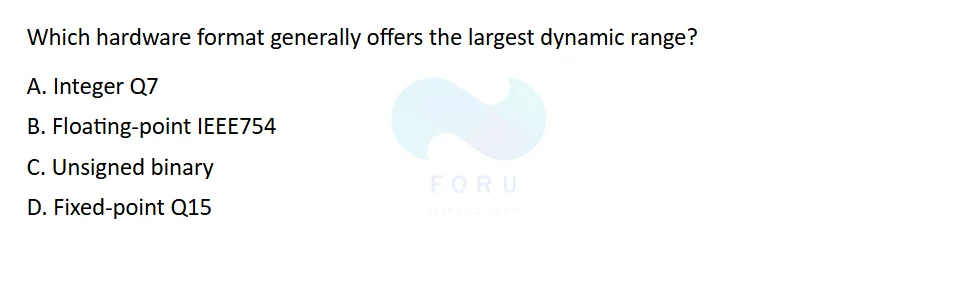 Which hardware format generally offers the largest dynamic range?
A. Integer Q7
B. Floating-point IEEE754
C. Unsigned binary
D. Fixed-point Q15
FORU